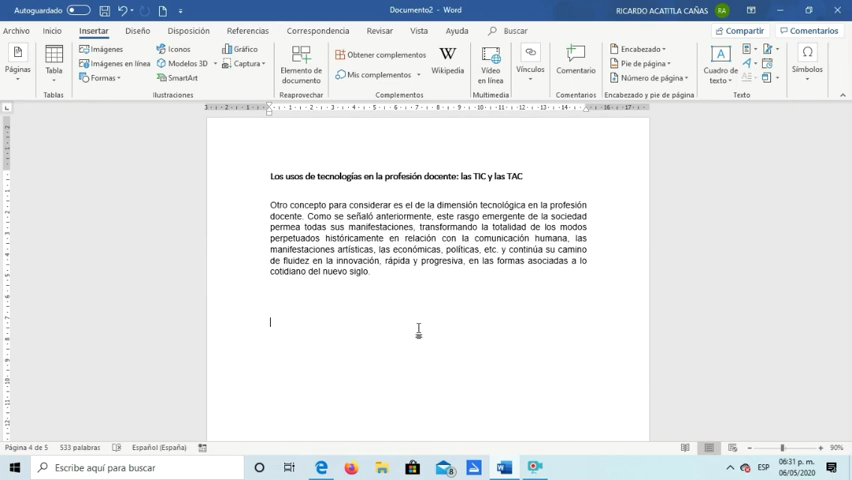 Autoguardado
Documento2 - Word
RICARDO ACATITLA CAÑAS RA
Archivo Inicio Insertar Diseño Disposición Referencias Correspondencia Revisar Vista Ayuda Buscar Compartir Comentarios
Páginas
Tabla
Tablas
Imágenes
Imágenes en línea
Formas
Iconos
Modelos 3D
SmartArt
Gráfico
Captura
Ilustraciones
Elemento de documento
Reaprovechar
Obtener complementos
Mis complementos
Wikipedia
Complementos
Vídeo en línea
Multimedia
Vínculos
Comentario
Comentarios
Encabezado
Pie de página
Número de página
Encabezado y pie de página
Cuadro de texto
Texto
Símbolos
Los usos de tecnologías en la profesión docente: las TIC y las TAC
Otro concepto para considerar es el de la dimensión tecnológica en la profesión
docente. Como se señaló anteriormente, este rasgo emergente de la sociedad
permea todas sus manifestaciones, transformando la totalidad de los modos
perpetuados históricamente en relación con la comunicación humana, las
manifestaciones artísticas, las económicas, políticas, etc. y continúa su camino
de fluidez en la innovación, rápida y progresiva, en las formas asociadas a lo
cotidiano del nuevo siglo.
Página 4 de 5 533 palabras Español (España) 90%
Escribe aquí para buscar
8
ESP
06:31 p. m.
06/05/2020